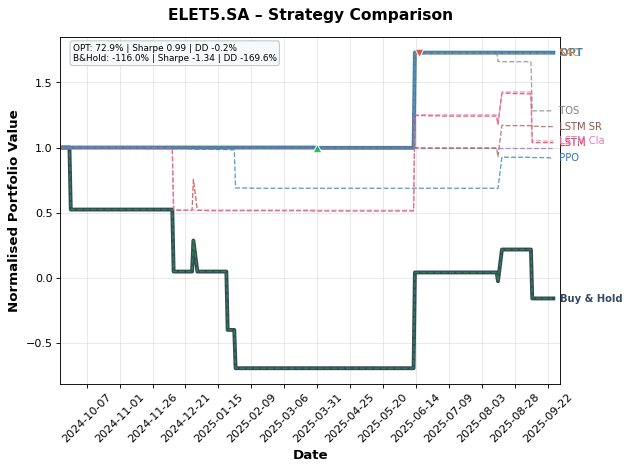 ELET5.SA – Strategy Comparison
OPT: 72.9% | Sharpe 0.99 | DD -0.2%
B&Hold: -116.0% | Sharpe -1.34 | DD -169.6%
Normalised Portfolio Value
1.5
1.0
0.5
0.0
−0.5
OPT
TOS
LSTM SR
LSTM Cla
LSTM
PPO
Buy & Hold
2024-10-07
2024-11-01
2024-11-26
2024-12-21
2025-01-15
2025-02-09
2025-03-06
2025-03-31
2025-04-25
2025-05-20
2025-06-14
2025-07-09
2025-08-03
2025-08-28
2025-09-22
Date